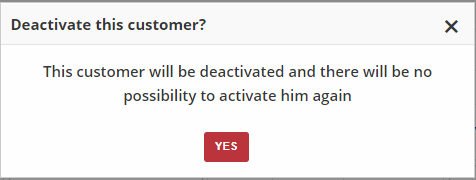 Deactivate this customer?
This customer will be deactivated and there will be no
possibility to activate him again
YES